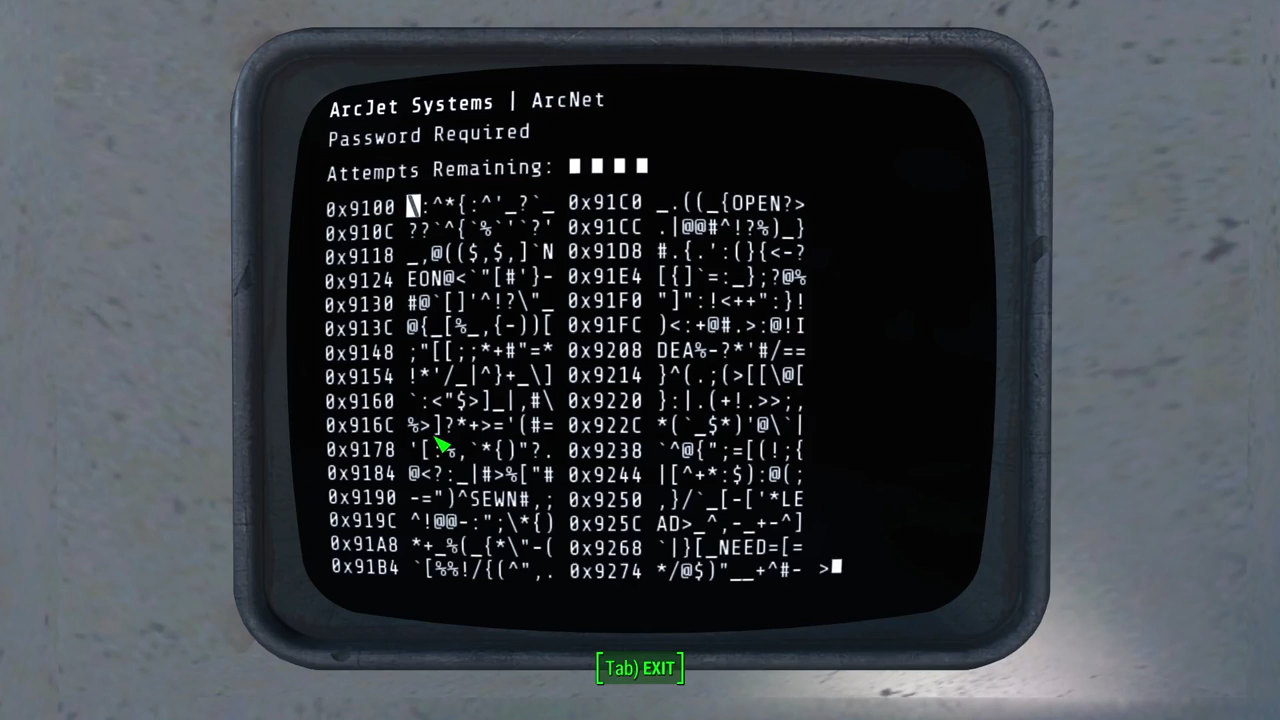 ArcJet Systems | ArcNet
Password Required
Attempts Remaining: ■ ■ ■ ■
0x9100 \:^*{:^'_?`_ 0x91C0 _.((_{OPEN?>
0x910C ??`^{`%`'`?' 0x91CC .|@@#^!?%)_}
0x9118 _,@(($,$,]`N 0x91D8 #.{.':(}{<-?
0x9124 EON@<`"[#'}- 0x91E4 [{]`=:_};?@%
0x9130 #@`[]'^!?\"_ 0x91F0 "]":!<++":}!
0x913C @{_[%_,{-))[ 0x91FC )<:+@#.>:@!I
0x9148 ;"[[;;*+#"=* 0x9208 DEA%-?*'#/==
0x9154 !*'/_|^}+_\] 0x9214 }^(.;(>[[\@[
0x9160 `:<"$>]_|,#\ 0x9220 }:|.(+!.>>;,
0x916C %>]?*+>='(#= 0x922C *(`_$*)'@\`|
0x9178 '[:%,`*{)"?. 0x9238 `^@{";=[(!;{
0x9184 @<?:_|#>%["# 0x9244 |[^+*:$):@(;
0x9190 -=")^SEWN#,; 0x9250 ,}/`_[-['*LE
0x919C ^!@@-:";\*{) 0x925C AD>_^,-_+-^]
0x91A8 *+_%(_{*\"-( 0x9268 `|}[_NEED=[=
0x91B4 `[%%!/{(^",. 0x9274 */@$)"__+^#- >■
[Tab) EXIT]